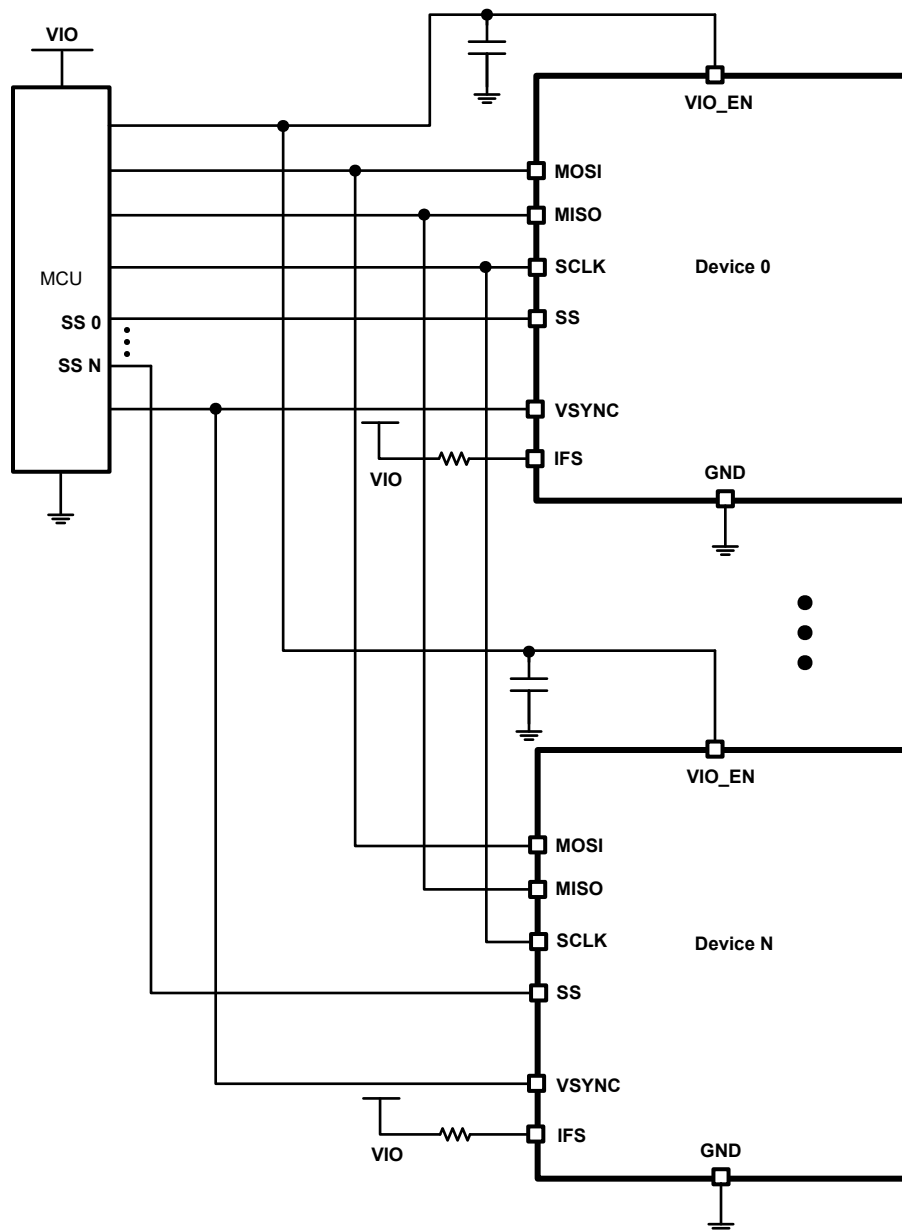 VIO
VIO_EN
MOSI
MISO
SCLK
Device 0
MCU
SS 0
SS
SS N
VSYNC
IFS
VIO
GND
VIO_EN
MOSI
MISO
SCLK
Device N
SS
VSYNC
IFS
VIO
GND